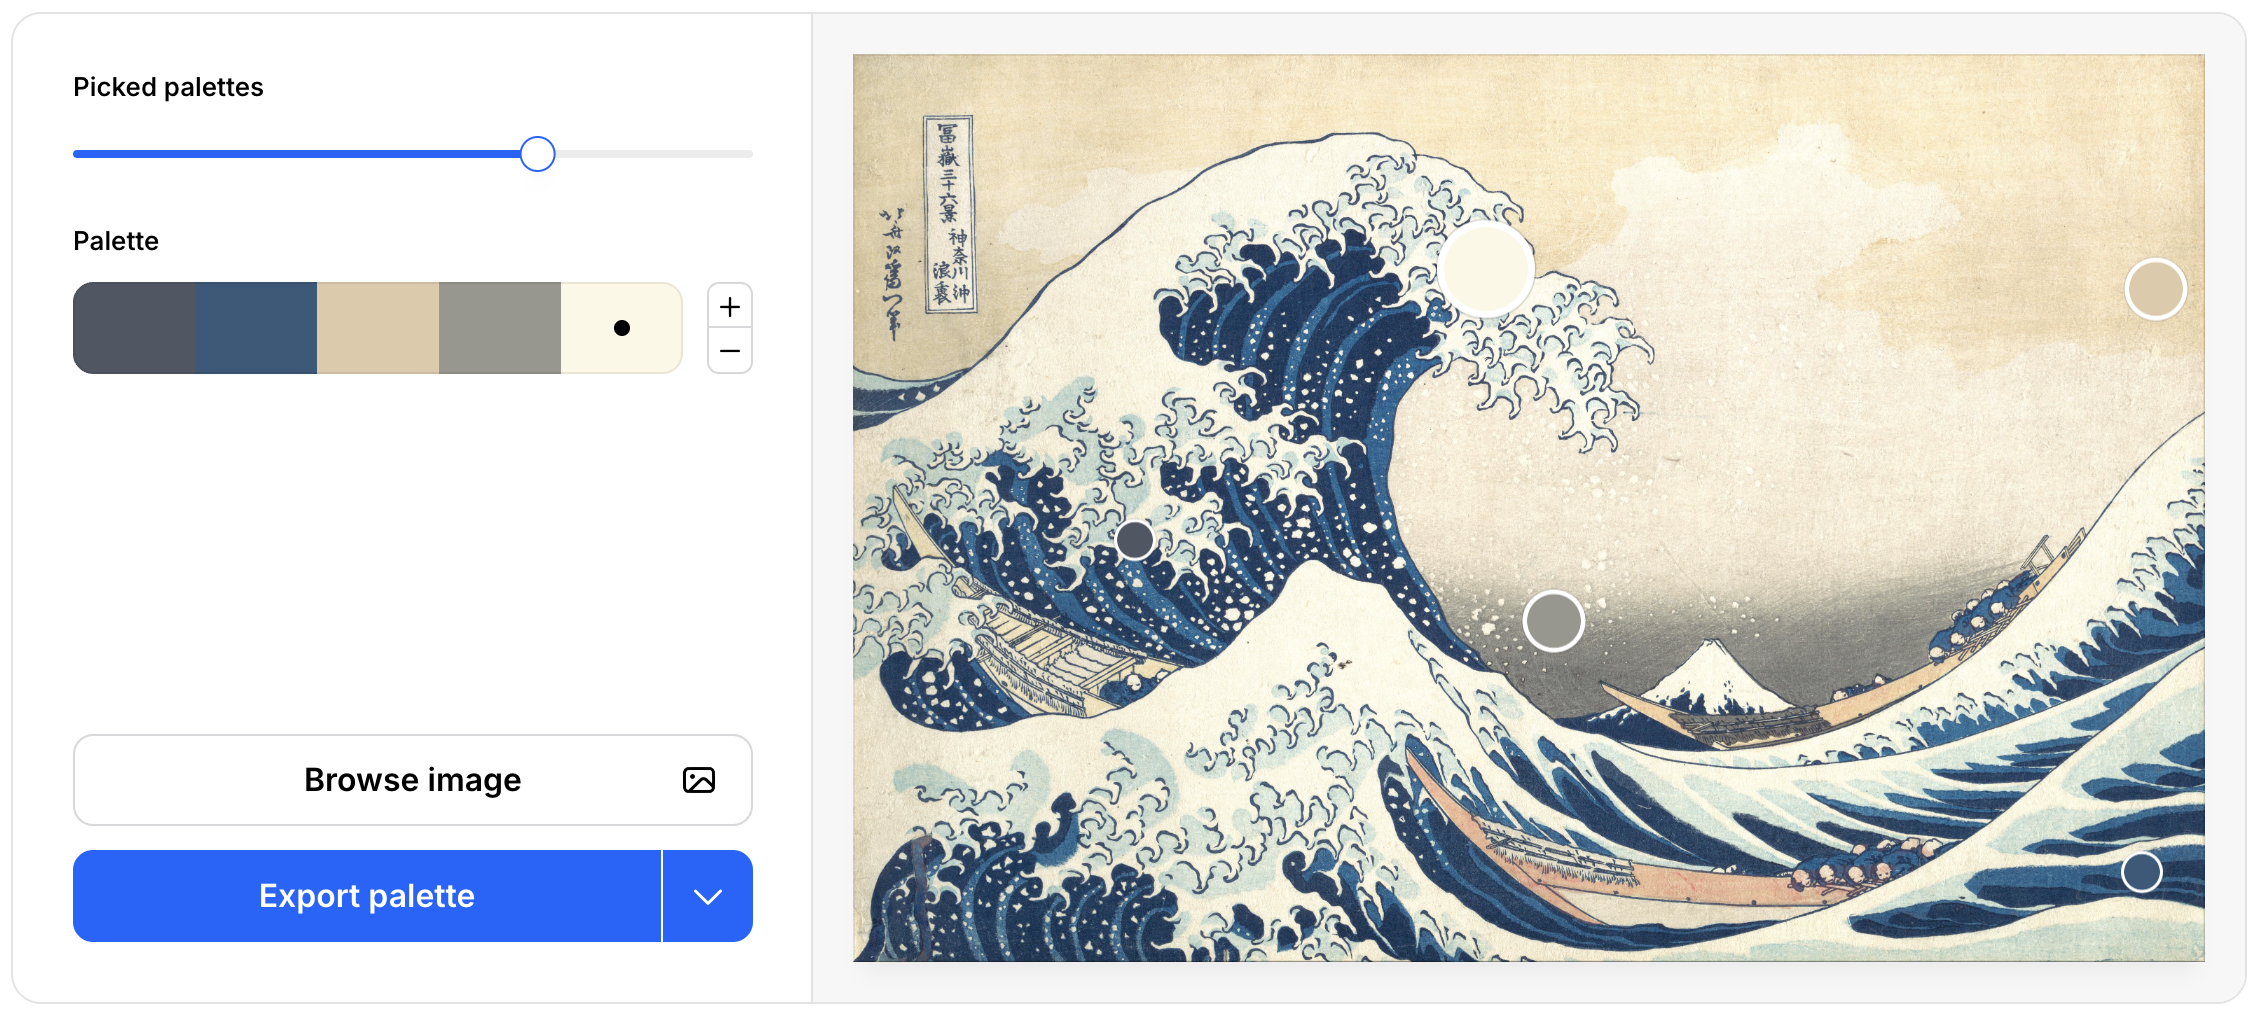 Picked palettes
Palette
Browse image
Export palette
冨嶽三十六景
神奈川沖
浪裏
北斎改為一筆